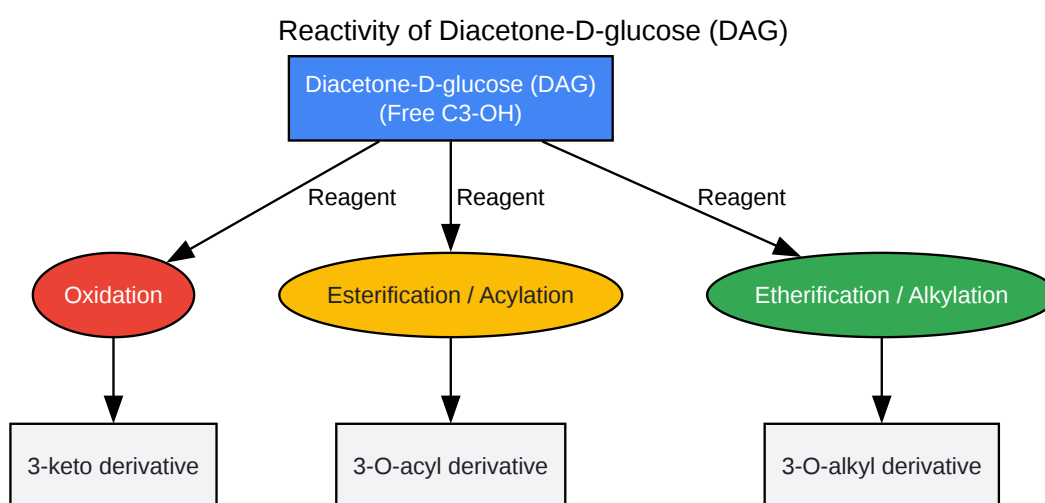 Reactivity of Diacetone-D-glucose (DAG)
Diacetone-D-glucose (DAG)
(Free C3-OH)
Reagent
Reagent
Reagent
Oxidation
Esterification / Acylation
Etherification / Alkylation
3-keto derivative
3-O-acyl derivative
3-O-alkyl derivative